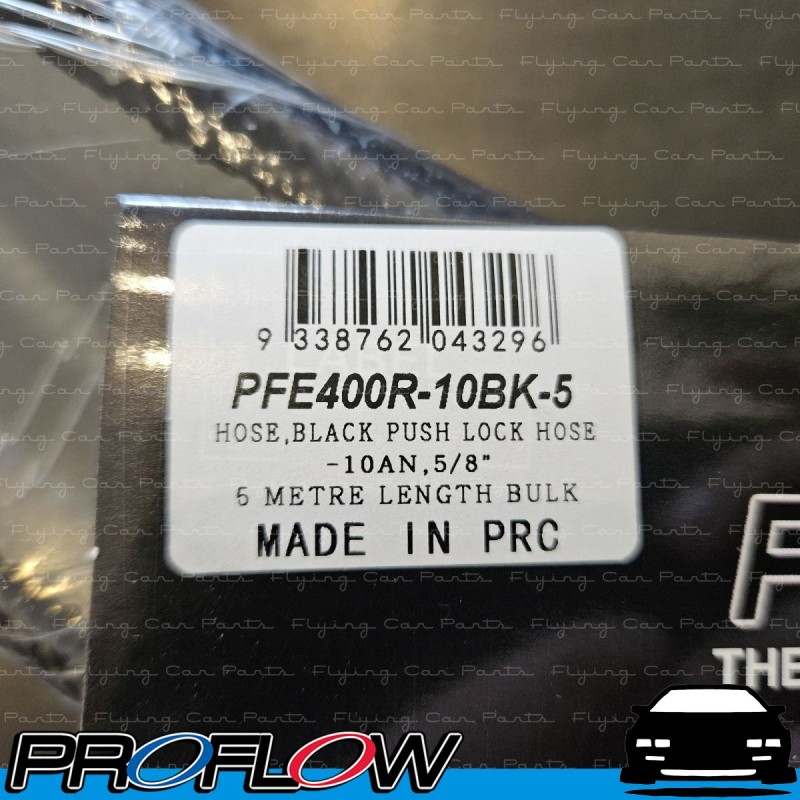 9 338762 043296
PFE400R-10BK-5
HOSE,BLACK PUSH LOCK HOSE
-10AN,5/8"
5 METRE LENGTH BULK
MADE IN PRC
THE
PROFLOW
Flying Car Parts